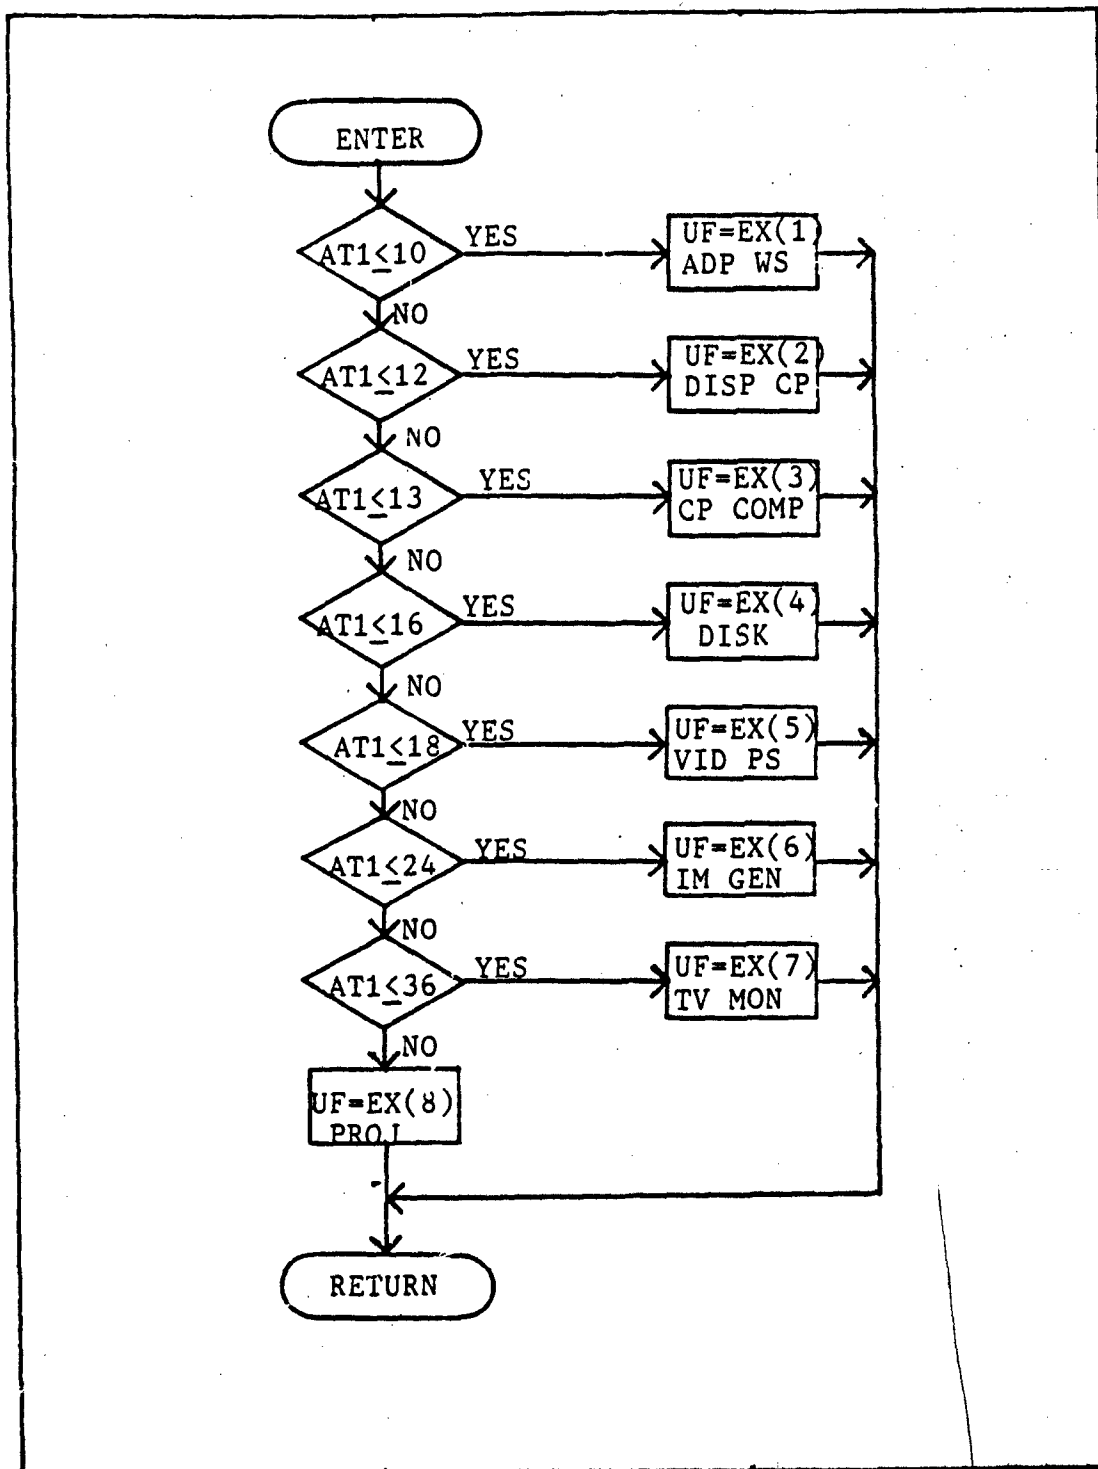 ENTER
AT1≤10
YES
UF=EX(1)
ADP WS
NO
AT1≤12
YES
UF=EX(2)
DISP CP
NO
AT1≤13
YES
UF=EX(3)
CP COMP
NO
AT1≤16
YES
UF=EX(4)
DISK
NO
AT1≤18
YES
UF=EX(5)
VID PS
NO
AT1≤24
YES
UF=EX(6)
IM GEN
NO
AT1≤36
YES
UF=EX(7)
TV MON
NO
UF=EX(8)
PROJ
RETURN